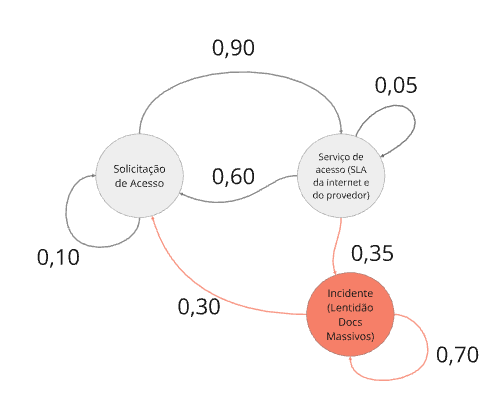 0,90
0,05
Solicitação
de Acesso
Serviço de
acesso (SLA
da internet e
do provedor)
0,60
0,10
0,35
0,30
Incidente
(Lentidão
Docs
Massivos)
0,70